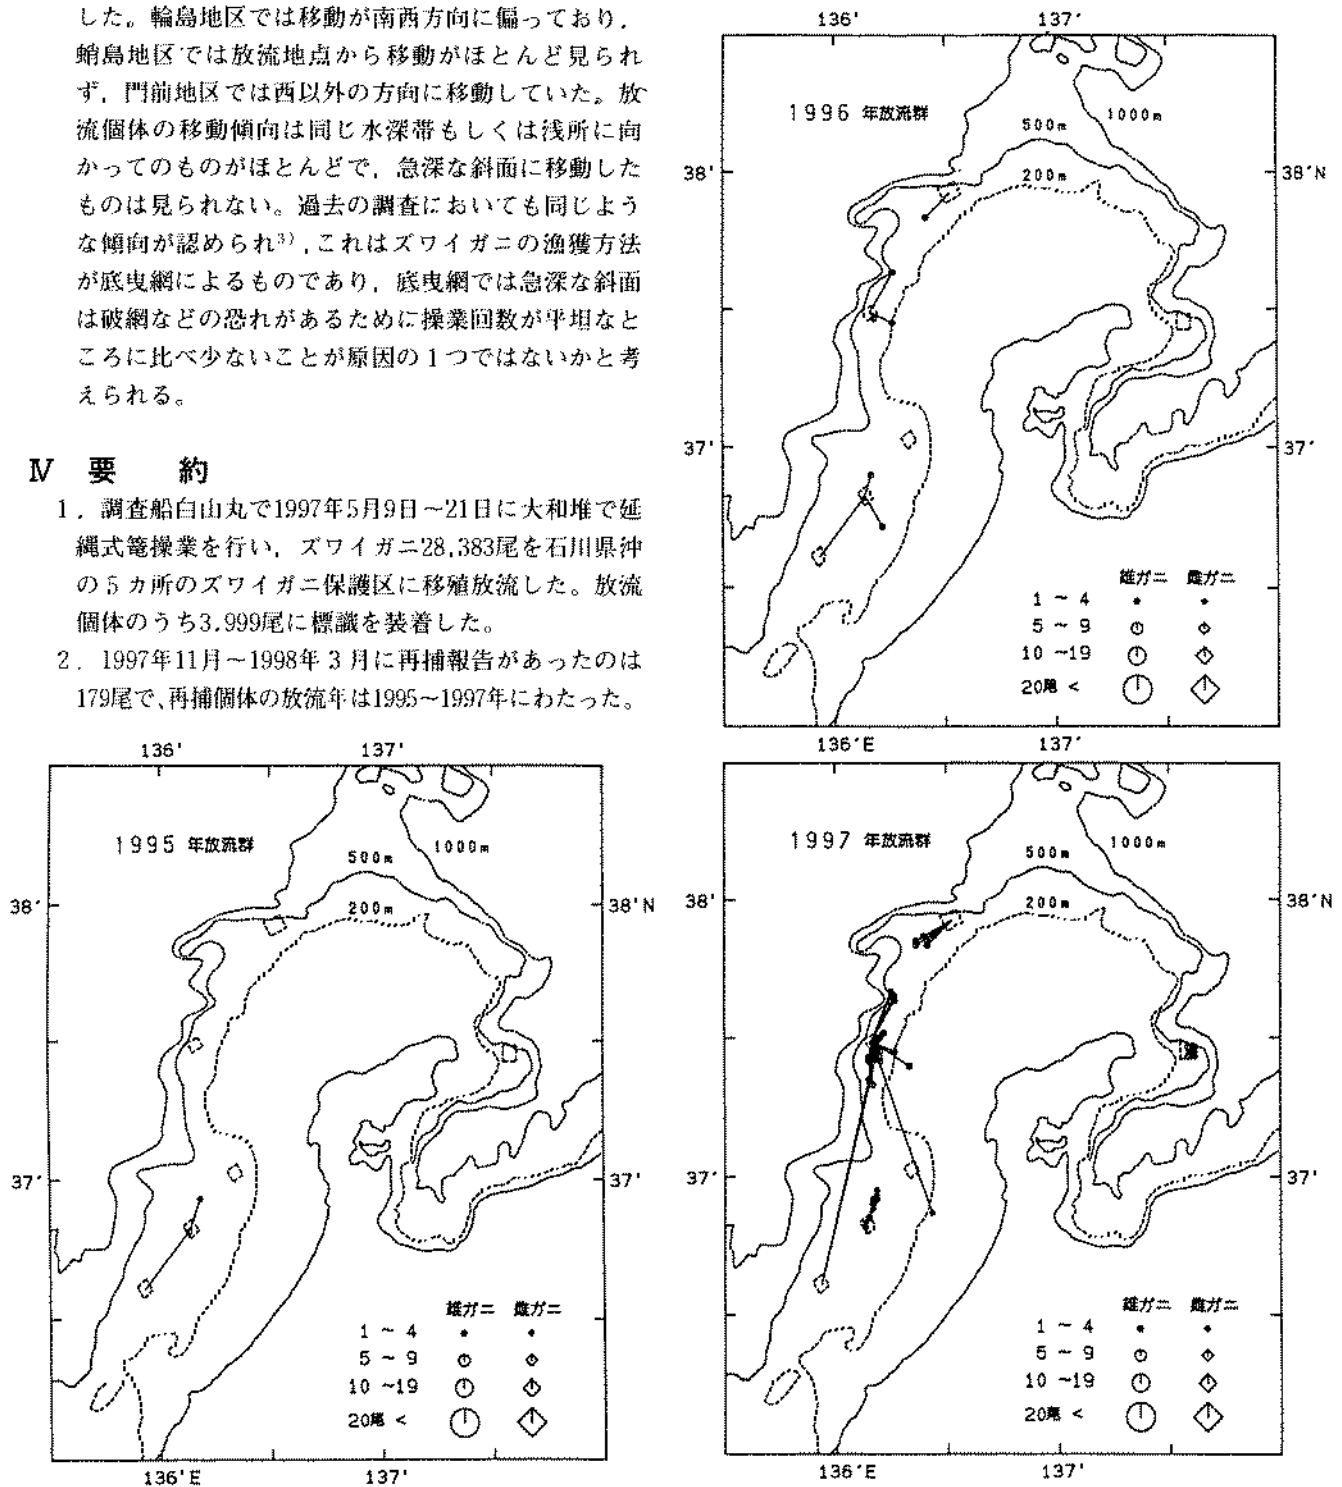 した。輪島地区では移動が南西方向に偏っており，
蛸島地区では放流地点から移動がほとんど見られ
ず，門前地区では西以外の方向に移動していた。放
流個体の移動傾向は同じ水深帯もしくは浅所に向
かってのものがほとんどで，急深な斜面に移動した
ものは見られない。過去の調査においても同じよう
な傾向が認められ³⁾，これはズワイガニの漁獲方法
が底曳網によるものであり，底曳網では急深な斜面
は破網などの恐れがあるために操業回数が平坦なと
ころに比べ少ないことが原因の1つではないかと考
えられる。
Ⅳ 要 約
1．調査船白山丸で1997年5月9日～21日に大和堆で延
縄式篭操業を行い，ズワイガニ28,383尾を石川県沖
の5カ所のズワイガニ保護区に移殖放流した。放流
個体のうち3.999尾に標識を装着した。
2．1997年11月～1998年3月に再捕報告があったのは
179尾で、再捕個体の放流年は1995～1997年にわたった。
136' 137'
1996 年放流群
1000m
500m
200m
38' 38'N
37' 37'
雄ガニ 雌ガニ
1 ～ 4
5 ～ 9
10 ～19
20尾 <
136'E 137'
136' 137'
1995 年放流群
1000m
500m
200m
38' 38'N
37' 37'
雄ガニ 雌ガニ
1 ～ 4
5 ～ 9
10 ～19
20尾 <
136'E 137'
1997 年放流群
1000m
500m
200m
38' 38'N
37' 37'
雄ガニ 雌ガニ
1 ～ 4
5 ～ 9
10 ～19
20尾 <
136'E 137'